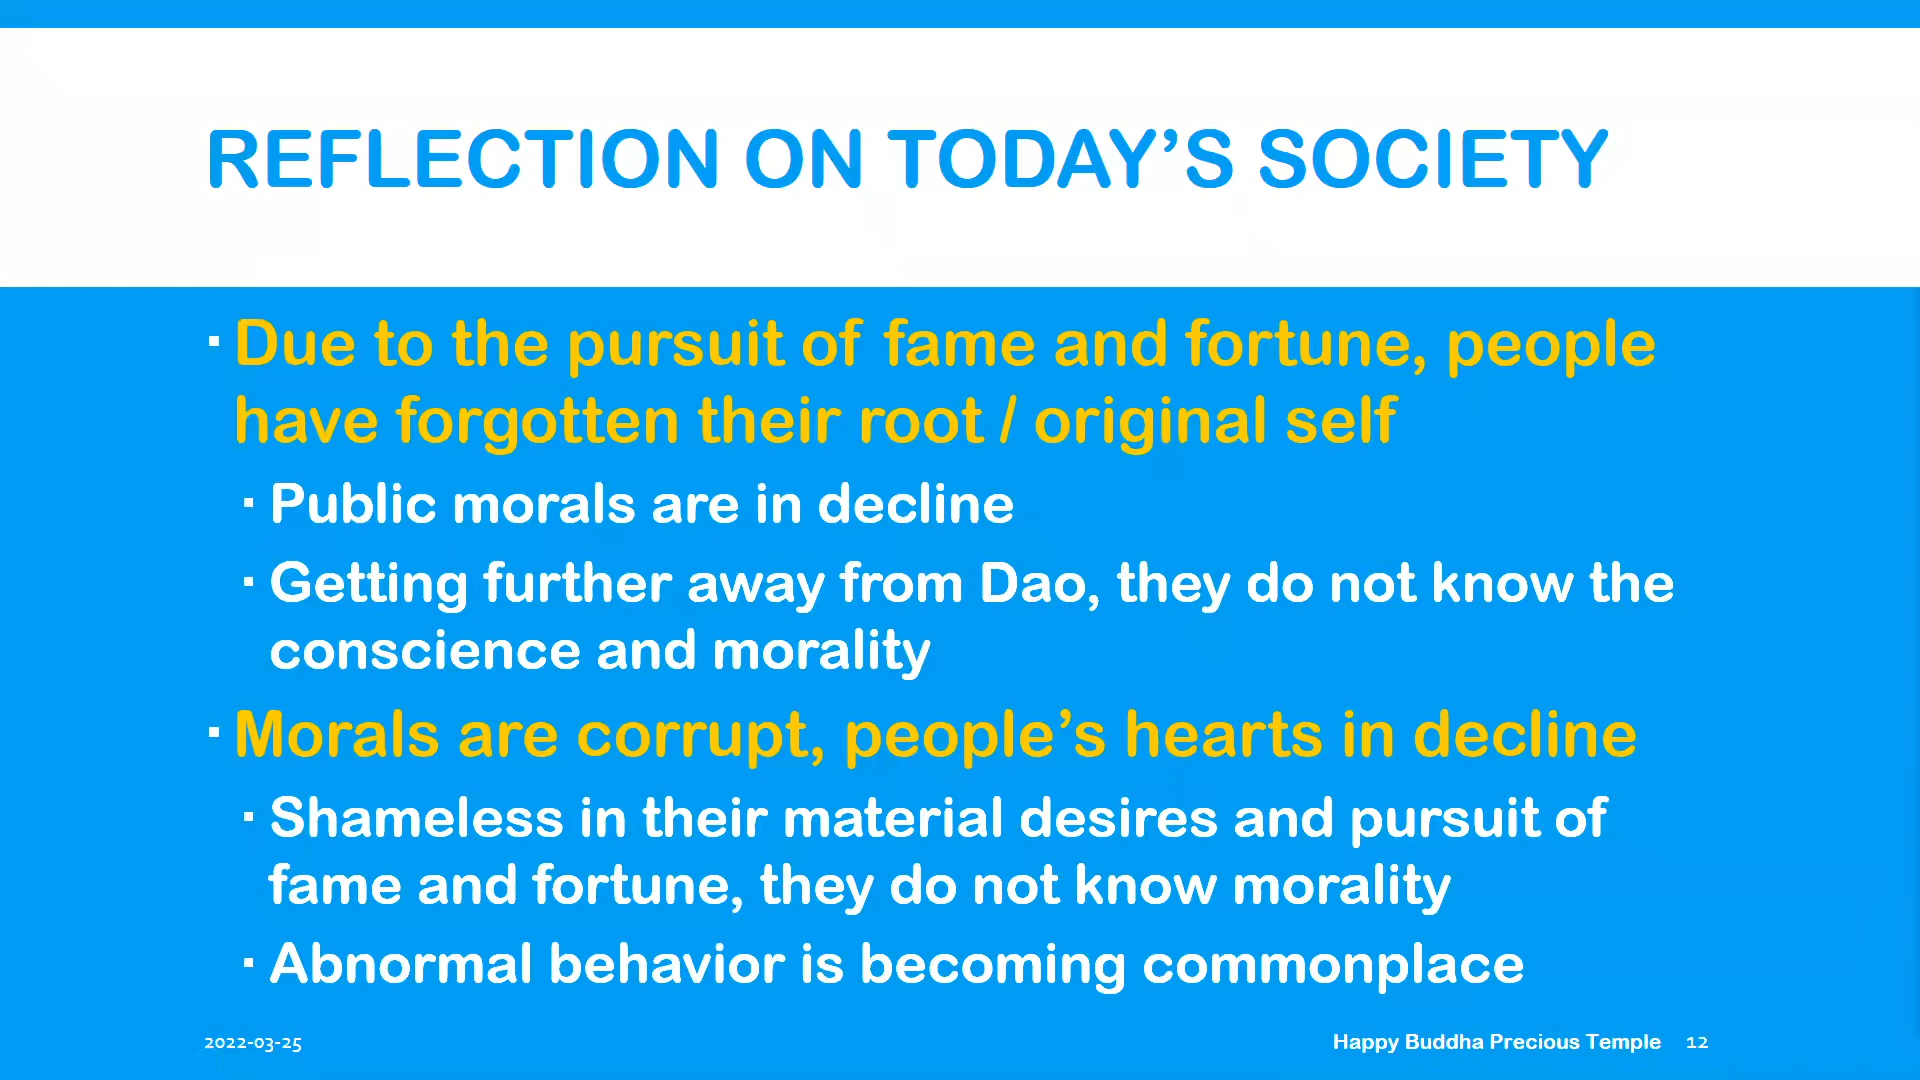 REFLECTION ON TODAY’S SOCIETY
▪ Due to the pursuit of fame and fortune, people
have forgotten their root / original self
▪ Public morals are in decline
▪ Getting further away from Dao, they do not know the
conscience and morality
▪ Morals are corrupt, people’s hearts in decline
▪ Shameless in their material desires and pursuit of
fame and fortune, they do not know morality
▪ Abnormal behavior is becoming commonplace
2022-03-25 Happy Buddha Precious Temple 12